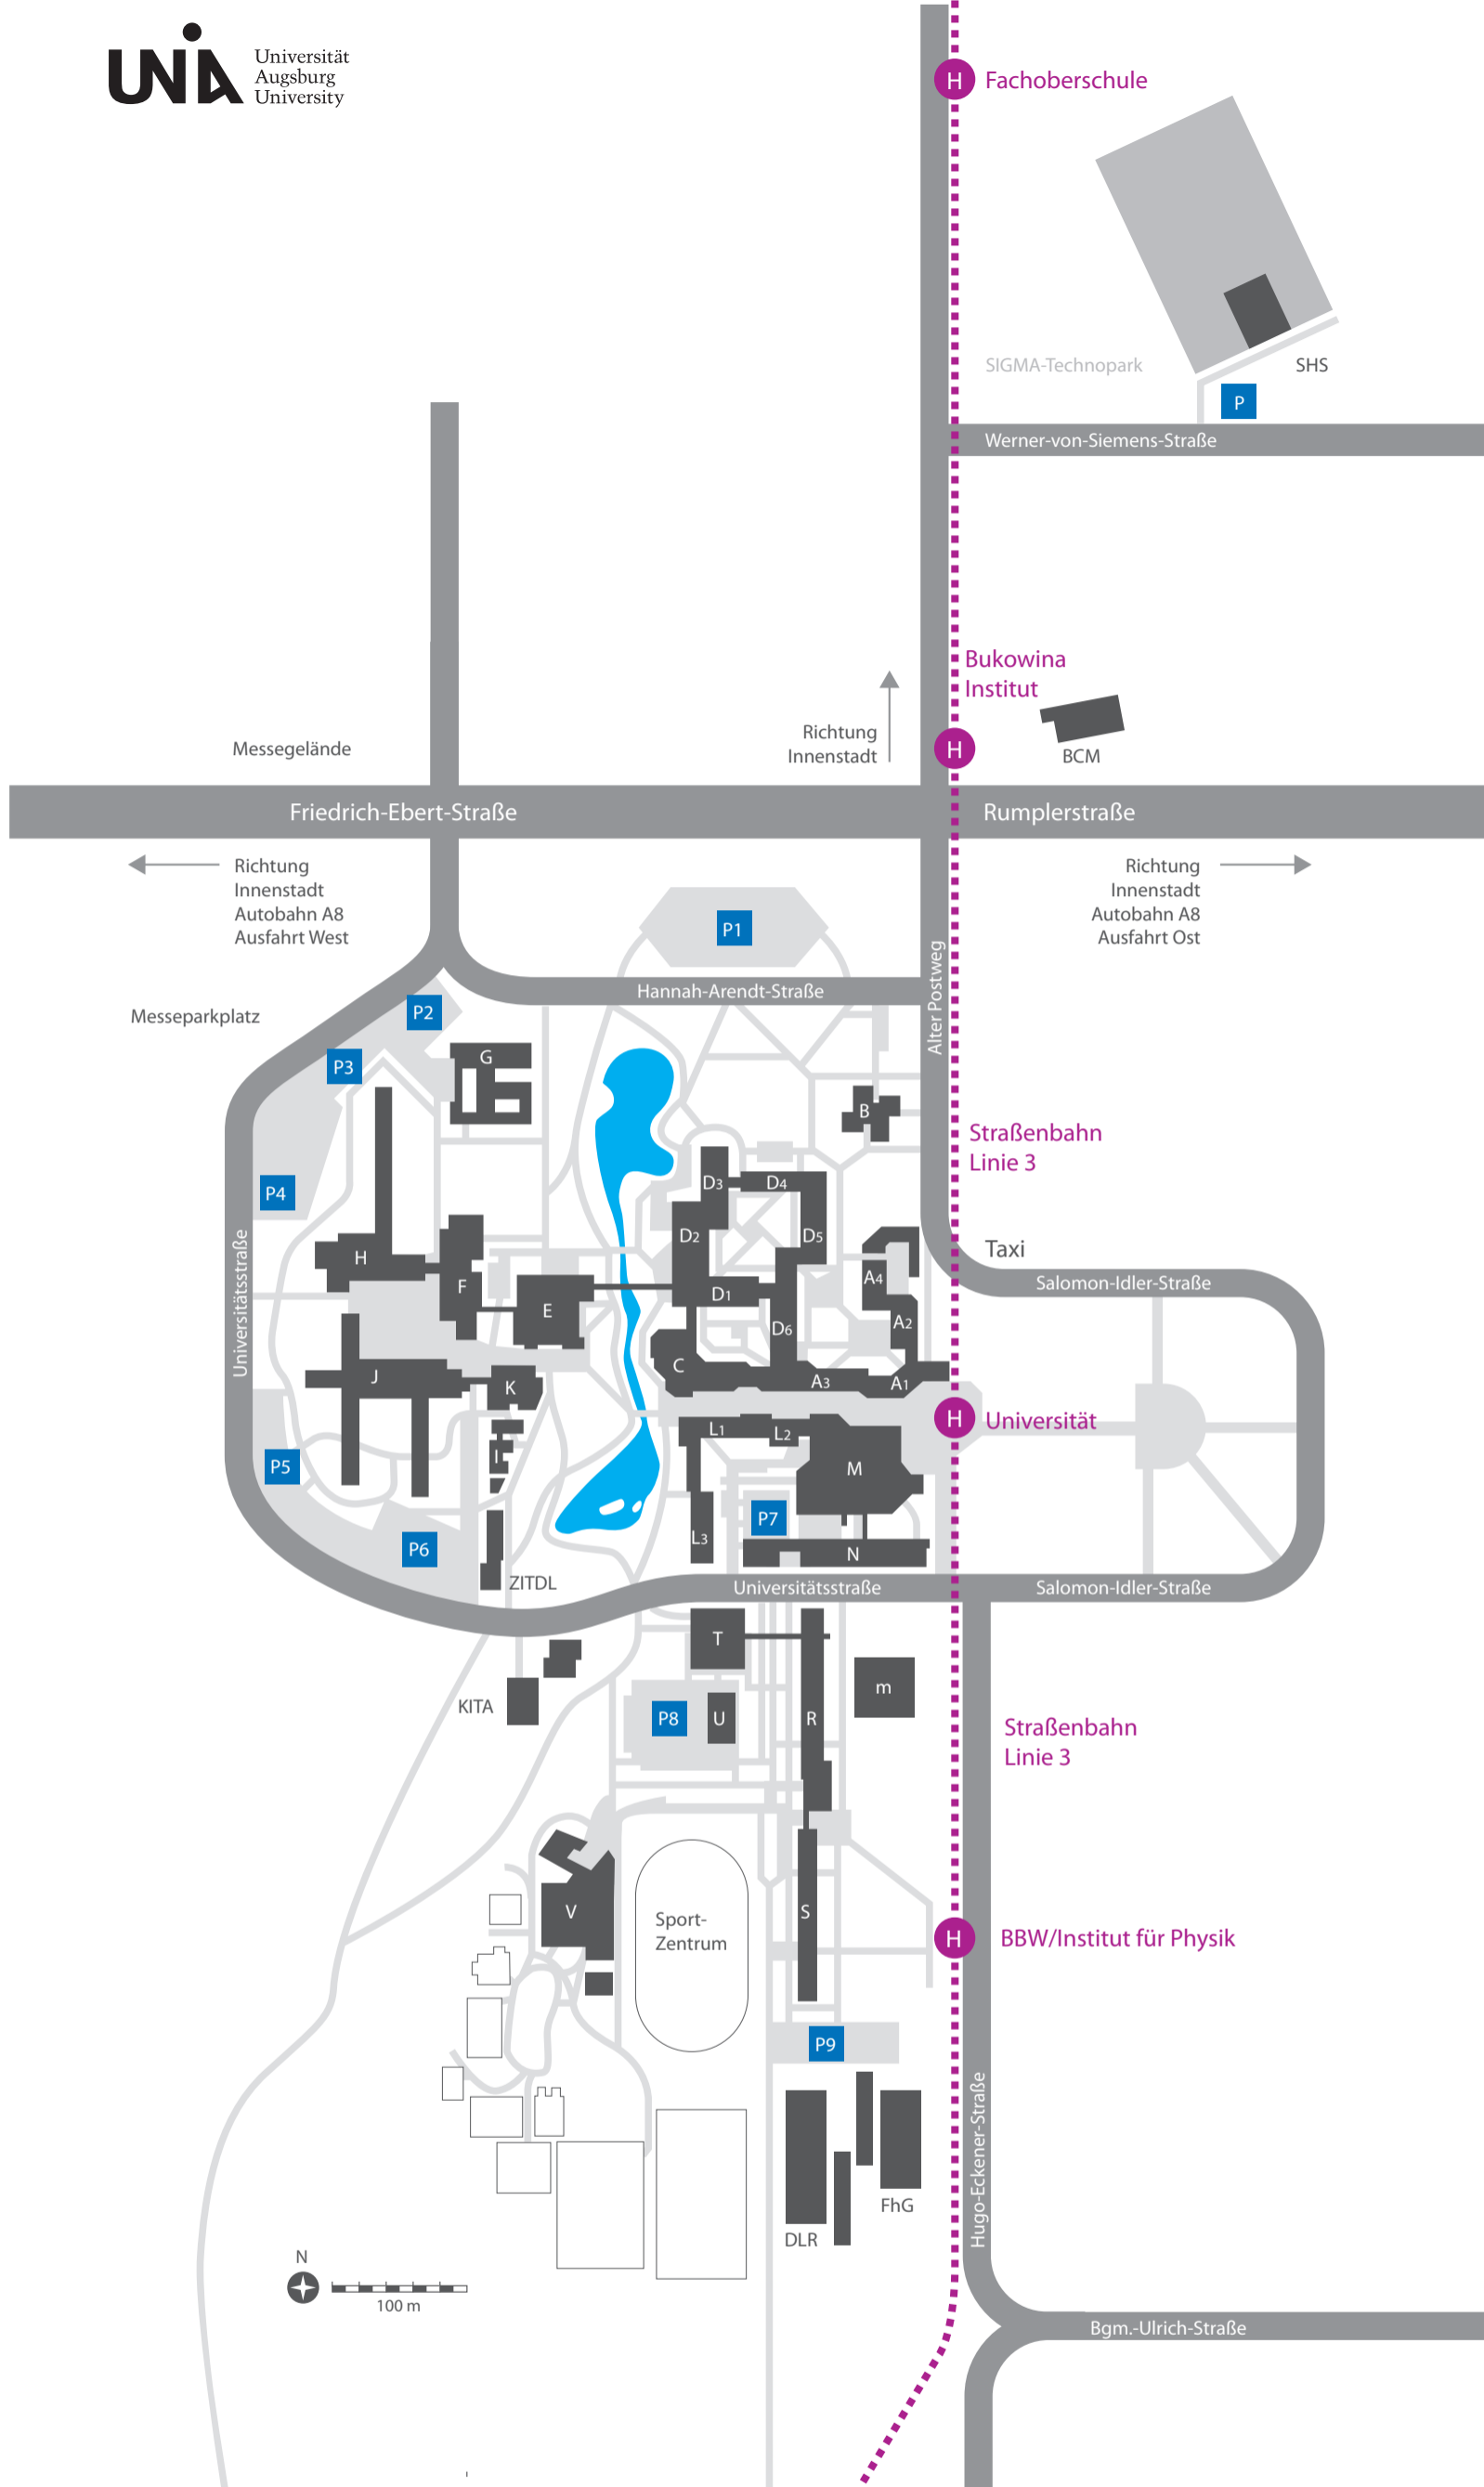 UNIA
Universität
Augsburg
University
H
Fachoberschule
SIGMA-Technopark
SHS
P
Werner-von-Siemens-Straße
Bukowina
Institut
Richtung
Innenstadt
H
BCM
Messegelände
Friedrich-Ebert-Straße
Rumplerstraße
Richtung
Innenstadt
Autobahn A8
Ausfahrt West
Richtung
Innenstadt
Autobahn A8
Ausfahrt Ost
P1
Hannah-Arendt-Straße
Alter Postweg
Messeparkplatz
P2
P3
G
B
Straßenbahn
Linie 3
P4
D3
D4
D2
D5
Universitätsstraße
H
F
E
D1
D6
A4
A2
Taxi
Salomon-Idler-Straße
J
K
C
A3
A1
H
Universität
L1
L2
I
M
P5
P6
P7
L3
N
ZITDL
Universitätsstraße
Salomon-Idler-Straße
T
KITA
P8
U
R
m
Straßenbahn
Linie 3
V
Sport-
Zentrum
S
H
BBW/Institut für Physik
P9
Hugo-Eckener-Straße
FhG
DLR
N
100 m
Bgm.-Ulrich-Straße